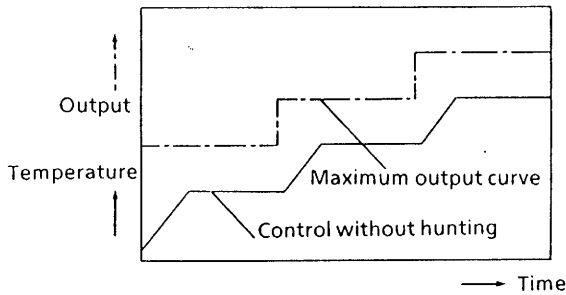 Output
Temperature
Maximum output curve
Control without hunting
Time